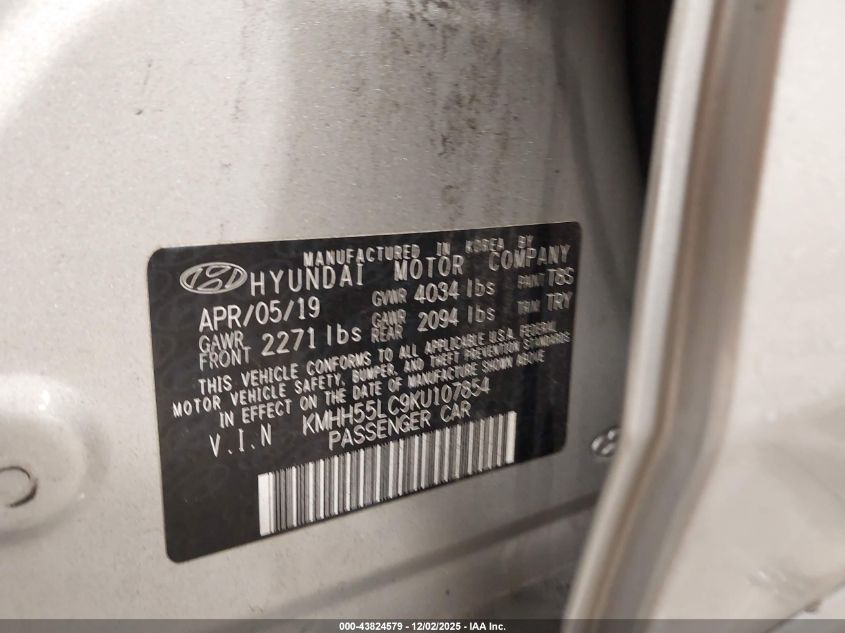 MANUFACTURED IN KOREA BY
HYUNDAI MOTOR COMPANY
APR/05/19 GVWR 4034 lbs PAINT T8S
GAWR FRONT 2271 lbs GAWR REAR 2094 lbs TRIM TRY
THIS VEHICLE CONFORMS TO ALL APPLICABLE U.S.A. FEDERAL
MOTOR VEHICLE SAFETY, BUMPER, AND THEFT PREVENTION STANDARDS
IN EFFECT ON THE DATE OF MANUFACTURE SHOWN ABOVE
V.I.N KMHH55LC9KU107854
PASSENGER CAR
000-43824579 - 12/02/2025 - IAA Inc.